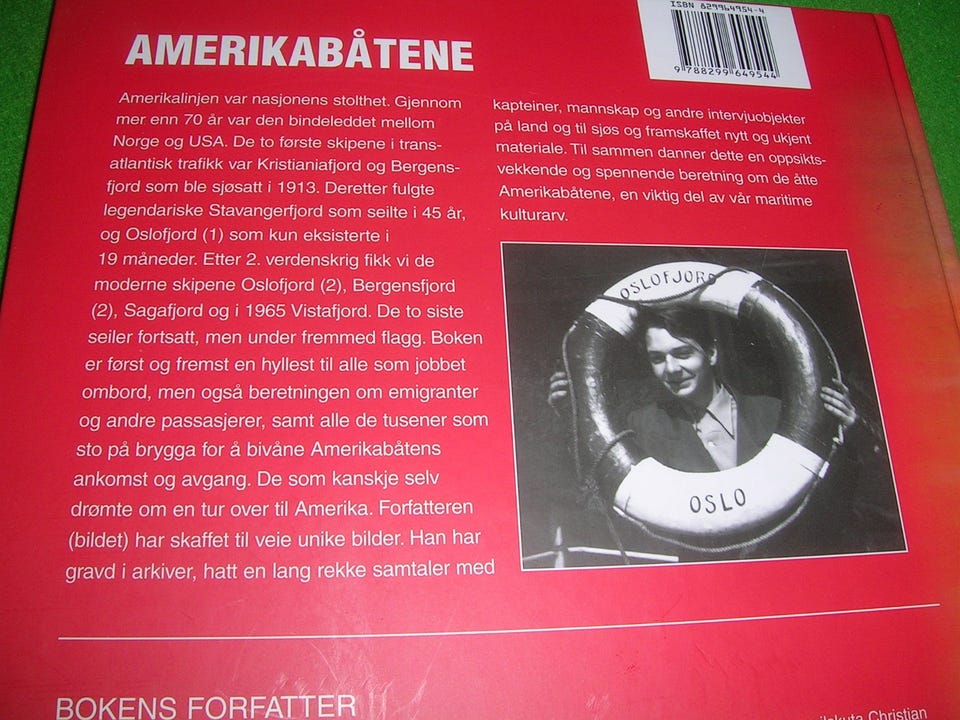 ISBN 829964954-4
9 788299 649544
AMERIKABÅTENE
Amerikalinjen var nasjonens stolthet. Gjennom
mer enn 70 år var den bindeleddet mellom
Norge og USA. De to første skipene i trans-
atlantisk trafikk var Kristianiafjord og Bergens-
fjord som ble sjøsatt i 1913. Deretter fulgte
legendariske Stavangerfjord som seilte i 45 år,
og Oslofjord (1) som kun eksisterte i
19 måneder. Etter 2. verdenskrig fikk vi de
moderne skipene Oslofjord (2), Bergensfjord
(2), Sagafjord og i 1965 Vistafjord. De to siste
seiler fortsatt, men under fremmed flagg. Boken
er først og fremst en hyllest til alle som jobbet
ombord, men også beretningen om emigranter
og andre passasjerer, samt alle de tusener som
sto på brygga for å bivåne Amerikabåtens
ankomst og avgang. De som kanskje selv
drømte om en tur over til Amerika. Forfatteren
(bildet) har skaffet til veie unike bilder. Han har
gravd i arkiver, hatt en lang rekke samtaler med
kapteiner, mannskap og andre intervjuobjekter
på land og til sjøs og framskaffet nytt og ukjent
materiale. Til sammen danner dette en oppsikts-
vekkende og spennende beretning om de åtte
Amerikabåtene, en viktig del av vår maritime
kulturarv.
OSLOFJORD
OSLO
BOKENS FORFATTER
Christian